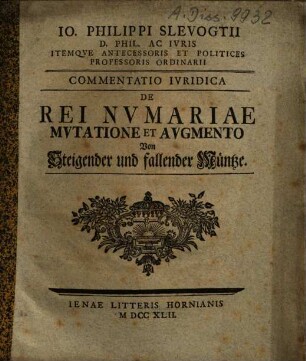 A. Diss. 9932
IO. PHILIPPI SLEVOGTII
D. PHIL. AC IVRIS
ITEMQVE ANTECESSORIS ET POLITICES
PROFESSORIS ORDINARII
COMMENTATIO IVRIDICA
DE
REI NVMARIAE
MVTATIONE ET AVGMENTO
Von
Steigender und fallender Müntze.
IENAE LITTERIS HORNIANIS
M DCC XLII.